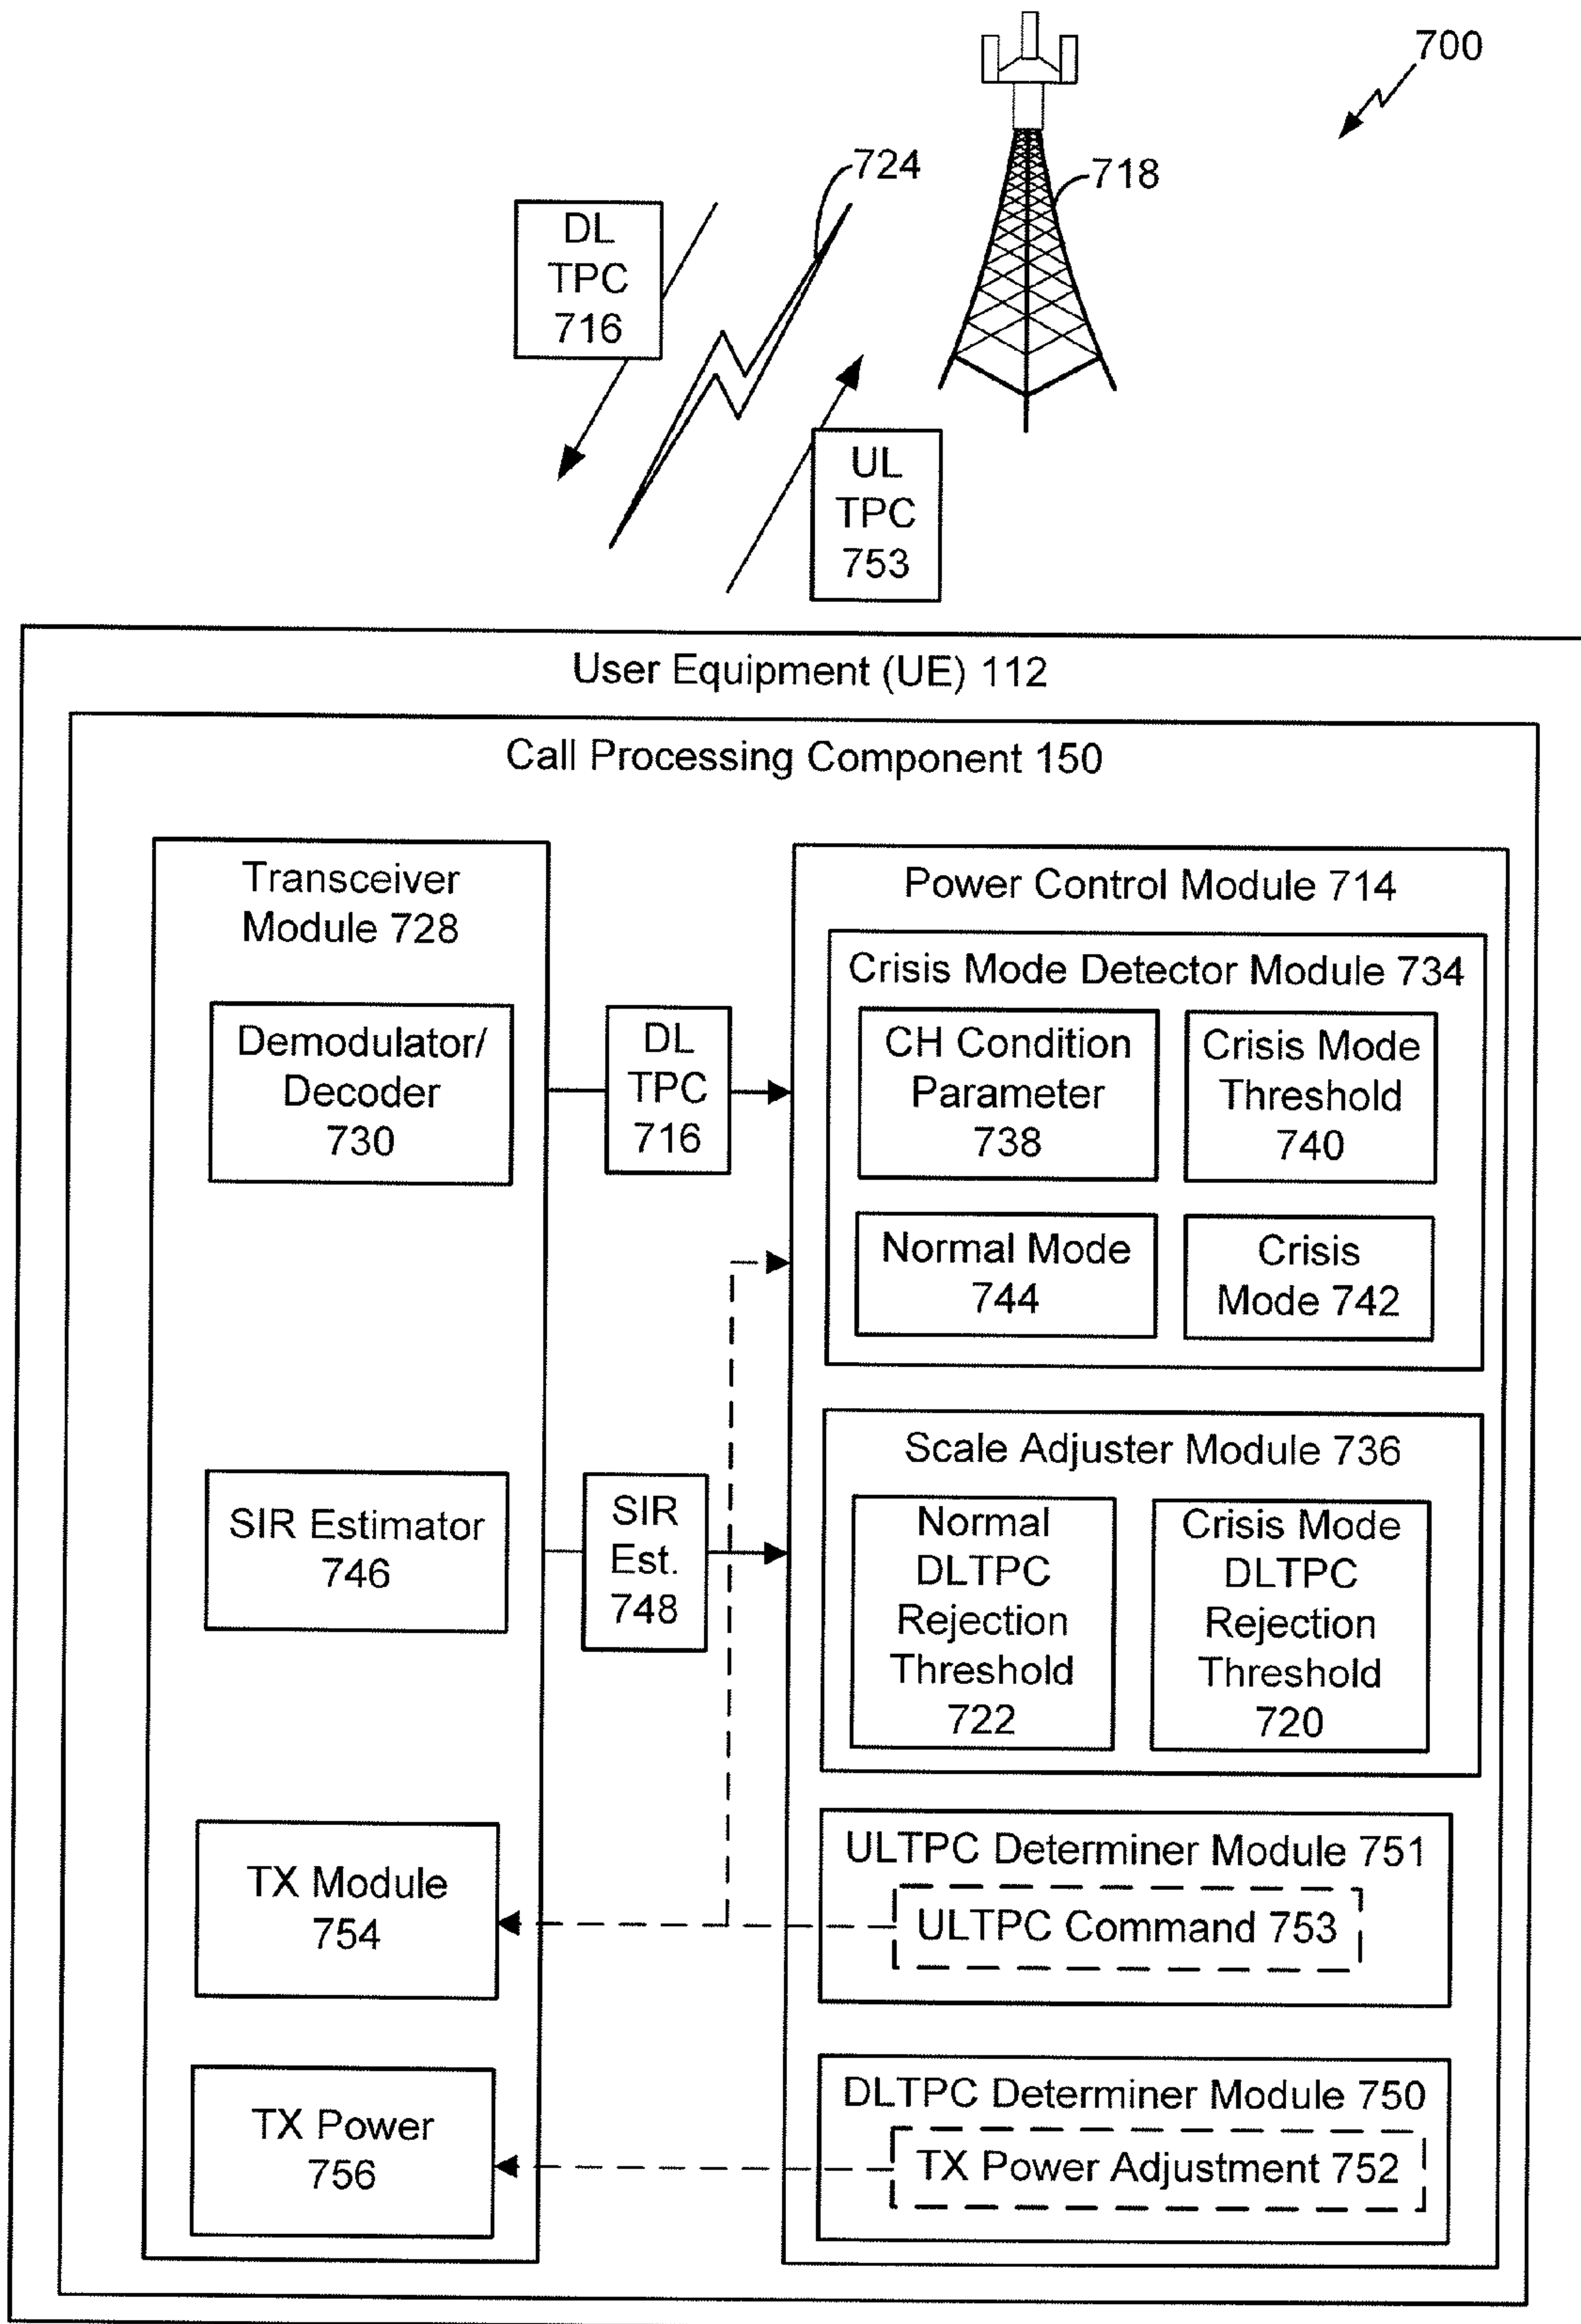 700
724
718
DL
TPC
716
UL
TPC
753
User Equipment (UE) 112
Call Processing Component 150
Transceiver
Module 728
Demodulator/
Decoder
730
DL
TPC
716
SIR Estimator
746
SIR
Est.
748
TX Module
754
TX Power
756
Power Control Module 714
Crisis Mode Detector Module 734
CH Condition
Parameter
738
Crisis Mode
Threshold
740
Normal Mode
744
Crisis
Mode 742
Scale Adjuster Module 736
Normal
DLTPC
Rejection
Threshold
722
Crisis Mode
DLTPC
Rejection
Threshold
720
ULTPC Determiner Module 751
ULTPC Command 753
DLTPC Determiner Module 750
TX Power Adjustment 752